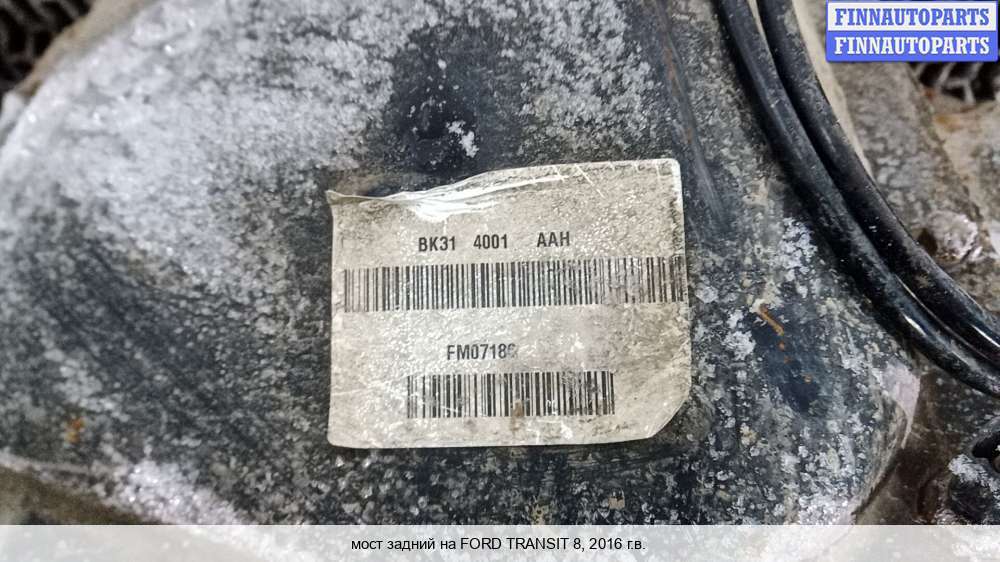 FINNAUTOPARTS
FINNAUTOPARTS
BK31 4001 AAH
мост задний на FORD TRANSIT 8, 2016 г.в.